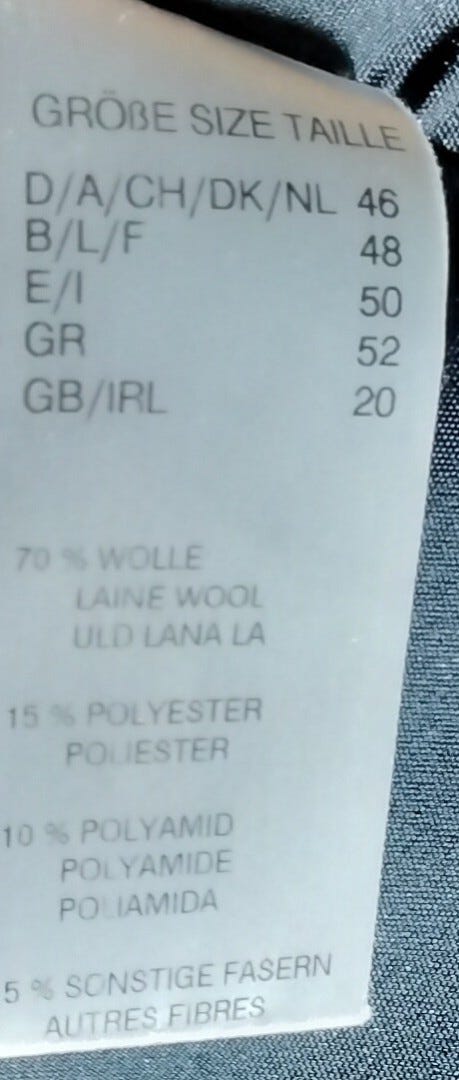 GRÖßE SIZE TAILLE
D/A/CH/DK/NL 46
B/L/F 48
E/I 50
GR 52
GB/IRL 20
70 % WOLLE
LAINE WOOL
ULD LANA LA
15 % POLYESTER
POLIESTER
10 % POLYAMID
POLYAMIDE
POLIAMIDA
5 % SONSTIGE FASERN
AUTRES FIBRES